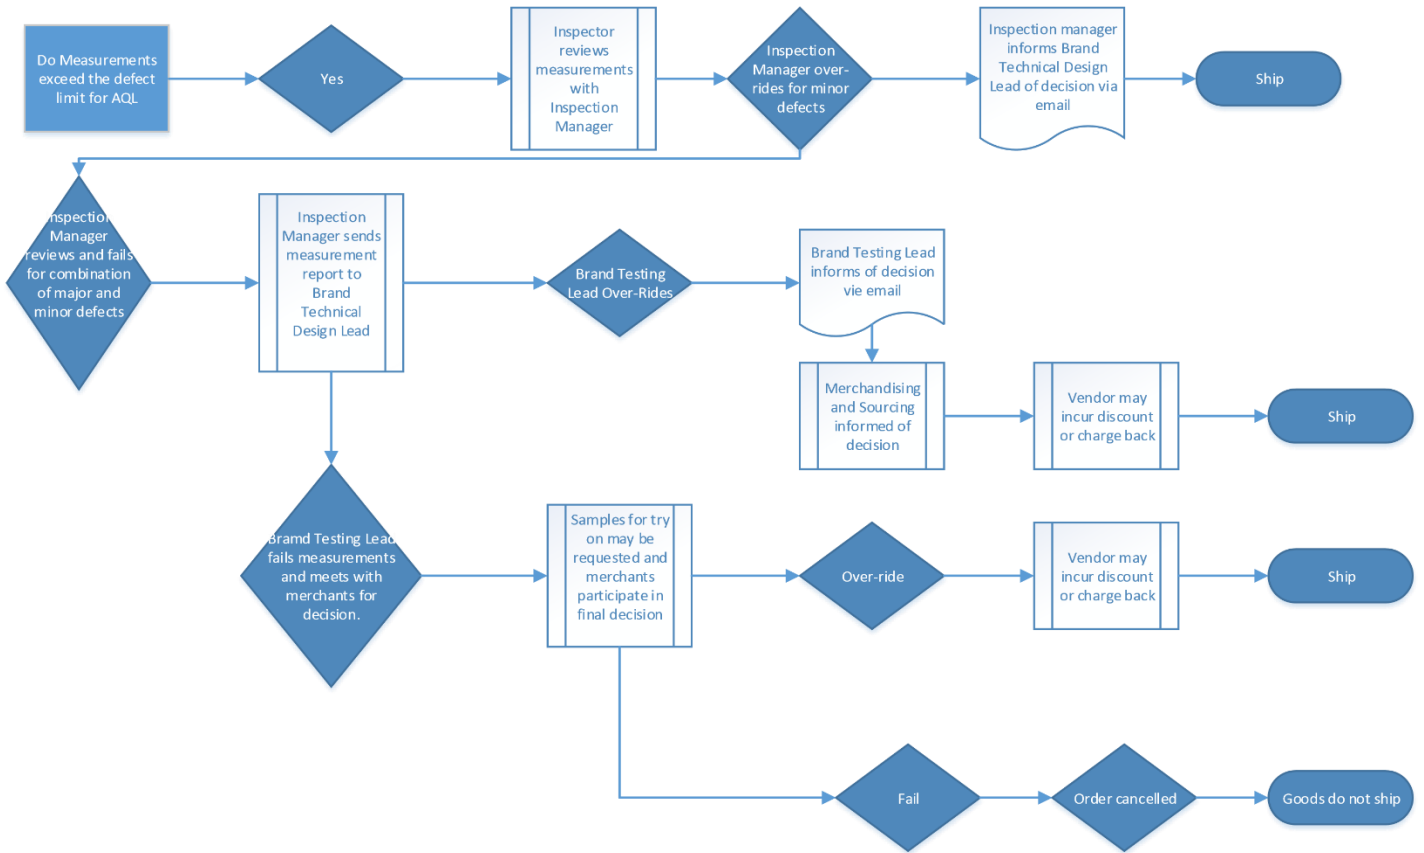 Do Measurements
exceed the defect
limit for AQL
Yes
Inspector
reviews
measurements
with
Inspection
Manager
Inspection
Manager over-
rides for minor
defects
Inspection manager
informs Brand
Technical Design
Lead of decision via
email
Ship
Inspection
Manager
reviews and fails
for combination
of major and
minor defects
Inspection
Manager sends
measurement
report to
Brand
Technical
Design Lead
Brand Testing
Lead Over-Rides
Brand Testing Lead
informs of decision
vie email
Merchandising
and Sourcing
informed of
decision
Vendor may
incur discount
or charge back
Ship
Bramd Testing Lead
fails measurements
and meets with
merchants for
decision.
Samples for try
on may be
requested and
merchants
participate in
final decision
Over-ride
Vendor may
incur discount
or charge back
Ship
Fail
Order cancelled
Goods do not ship